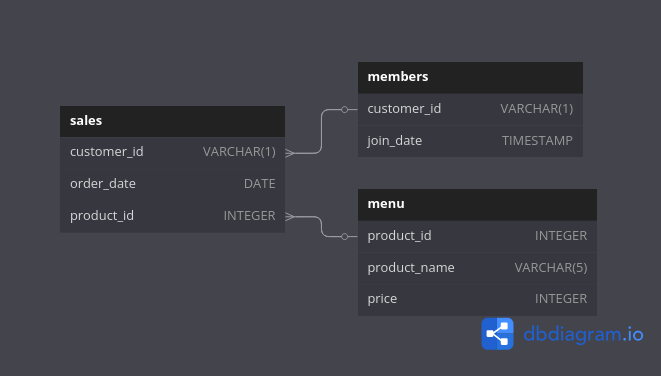 sales
customer_id VARCHAR(1)
order_date DATE
product_id INTEGER
members
customer_id VARCHAR(1)
join_date TIMESTAMP
menu
product_id INTEGER
product_name VARCHAR(5)
price INTEGER
dbdiagram.io